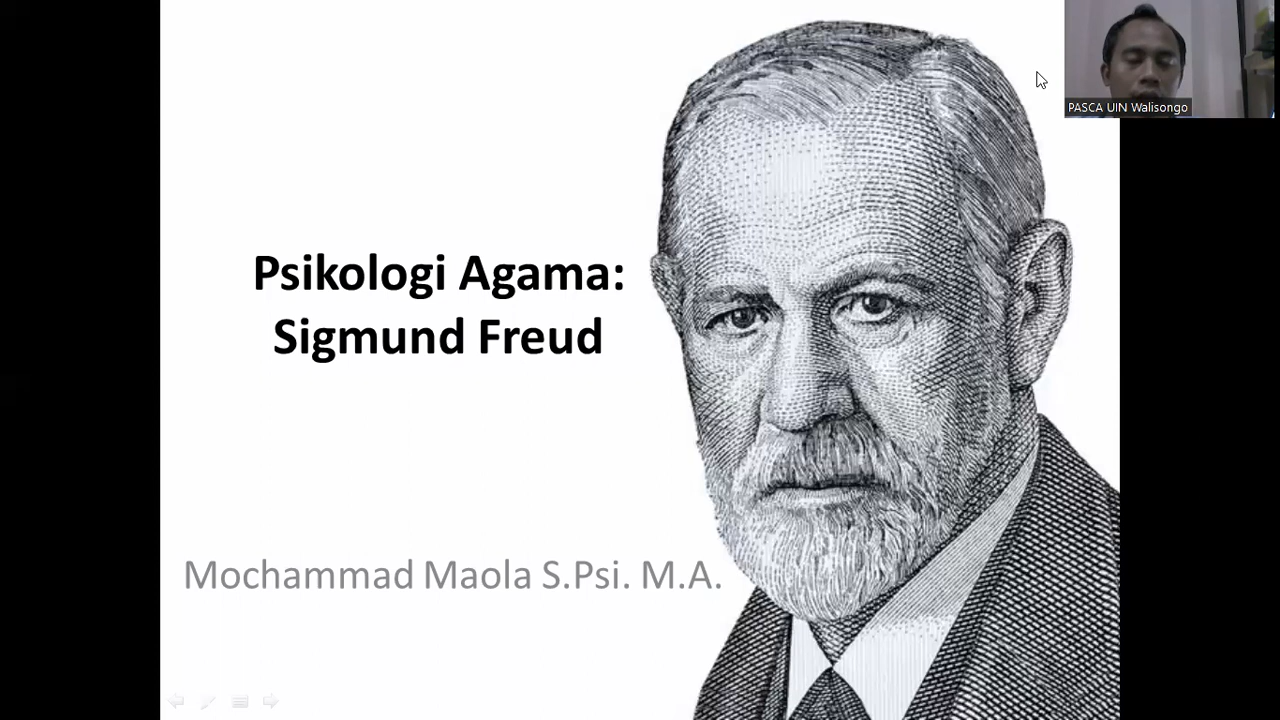 Psikologi Agama:
Sigmund Freud
Mochammad Maola S.Psi. M.A.
PASCA UIN Walisongo